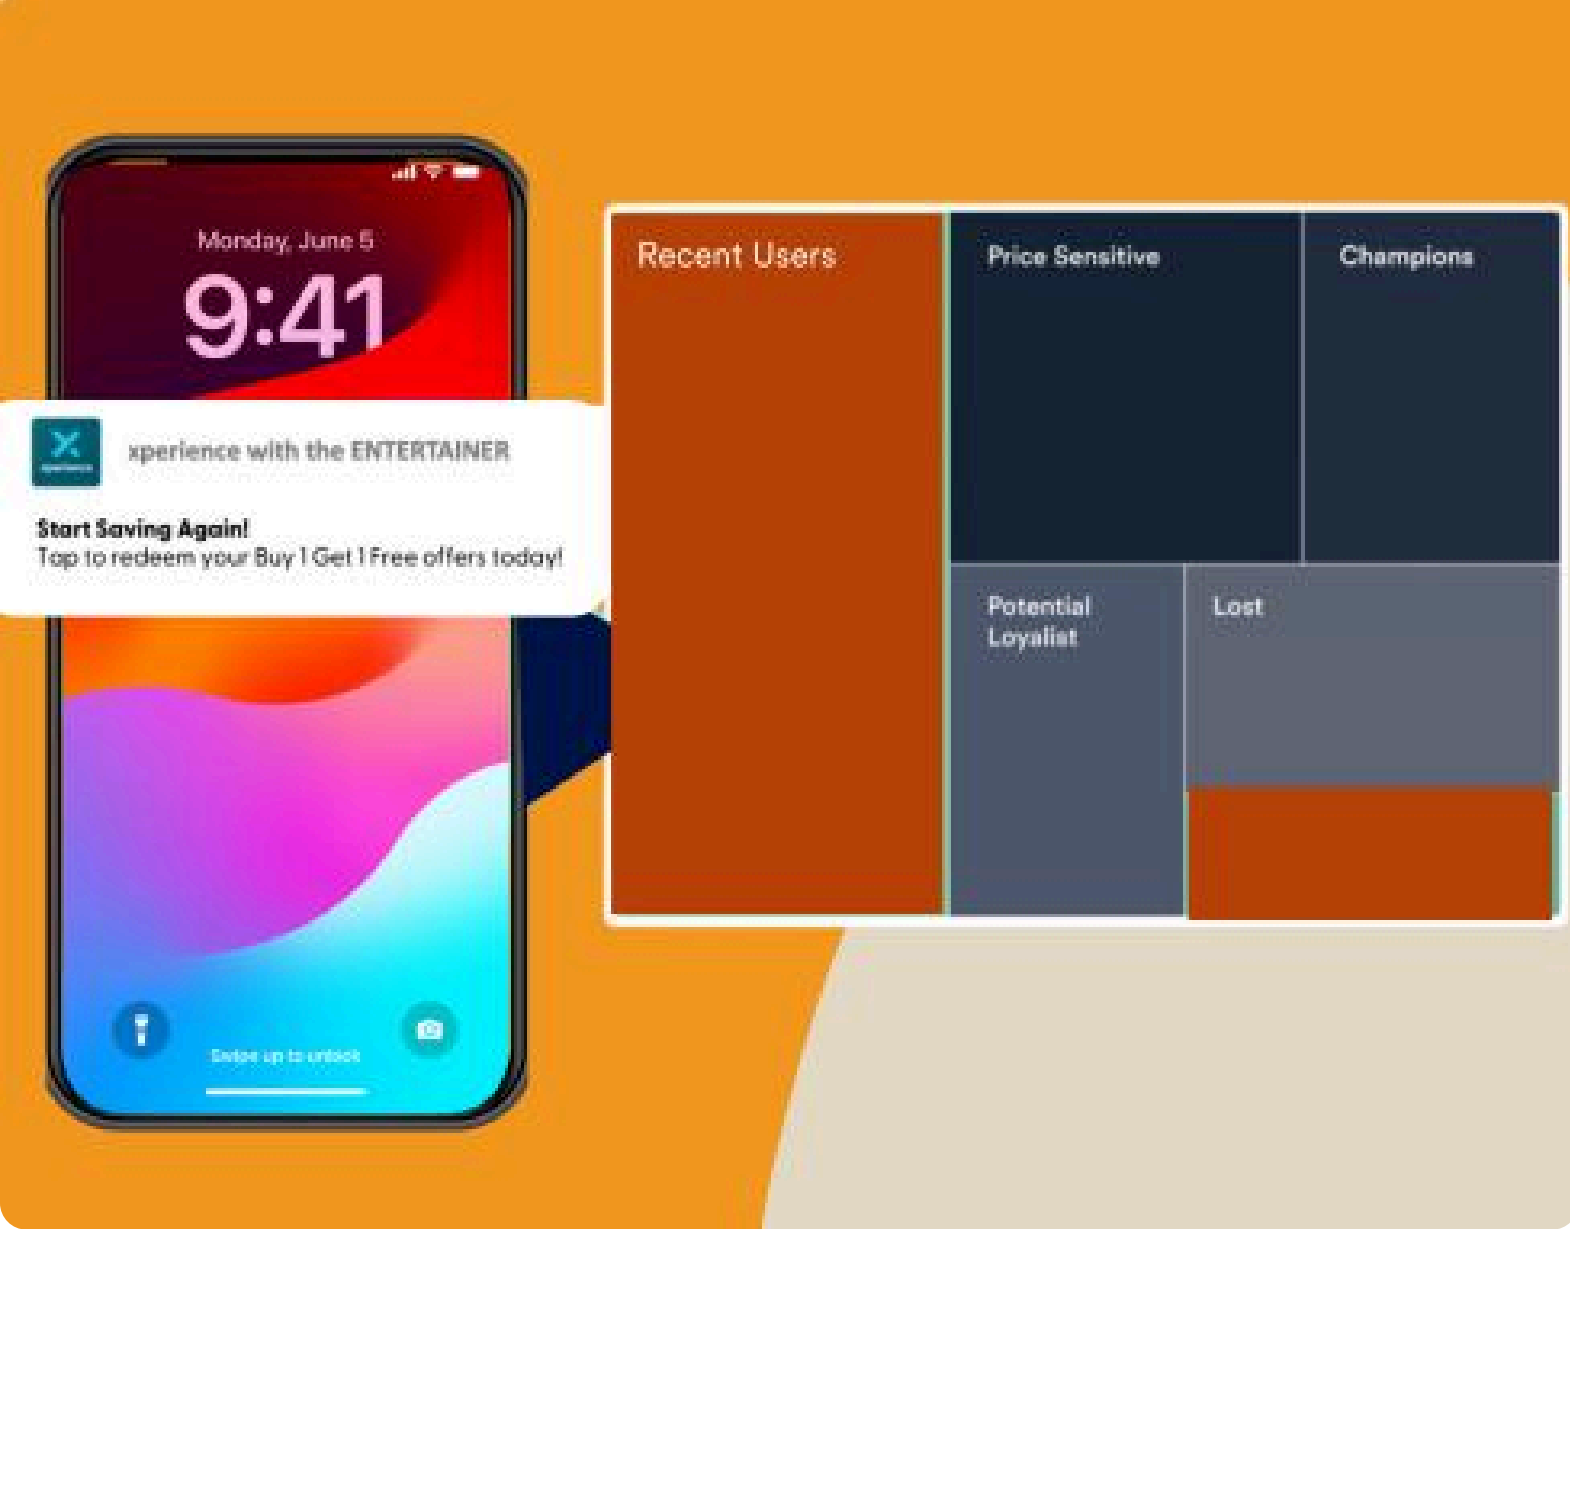 Monday, June 5
9:41
xperience with the ENTERTAINER
Start Saving Again!
Tap to redeem your Buy 1 Get 1 Free offers today!
Swipe up to unlock
Recent Users
Price Sensitive
Champions
Potential
Loyalist
Lost